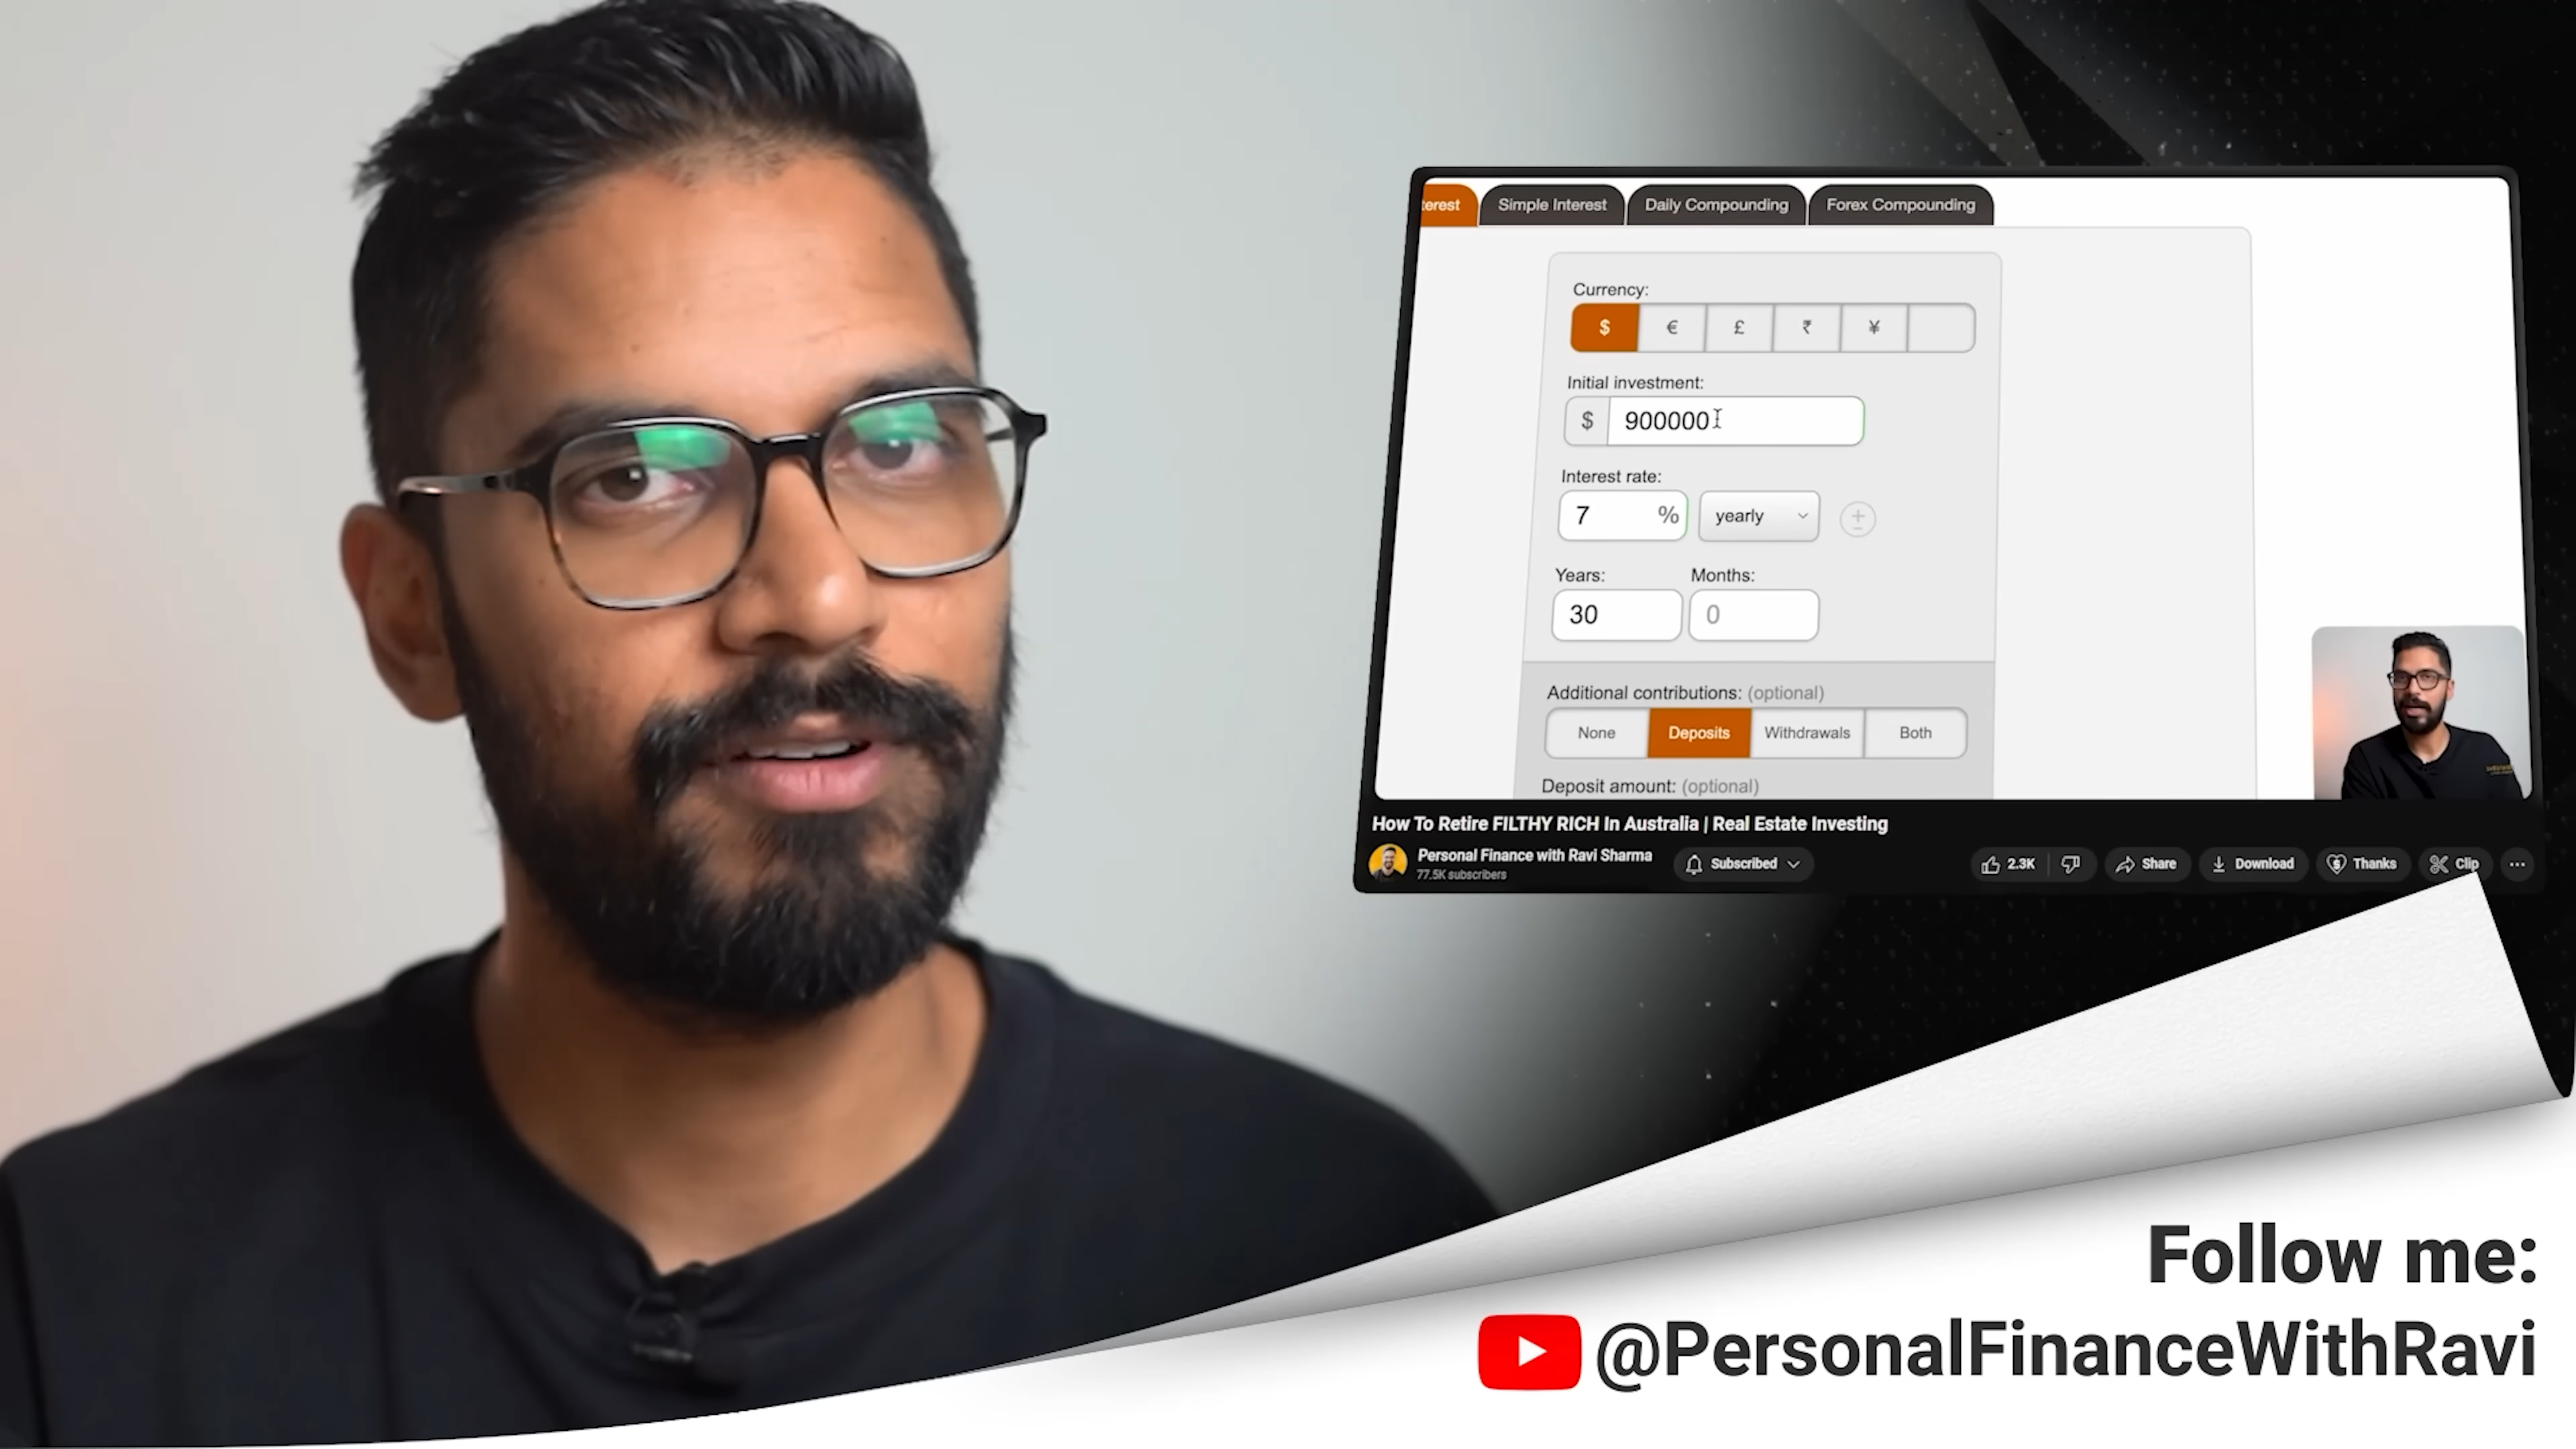 terest
Simple Interest
Daily Compounding
Forex Compounding
Currency:
$ € £ ₹ ¥
Initial investment:
$ 900000
Interest rate:
7 % yearly
Years: Months:
30 0
Additional contributions: (optional)
None Deposits Withdrawals Both
Deposit amount: (optional)
How To Retire FILTHY RICH In Australia | Real Estate Investing
Personal Finance with Ravi Sharma
77.5K subscribers
Subscribed
2.3K
Share
Download
Thanks
Clip
Follow me:
@PersonalFinanceWithRavi